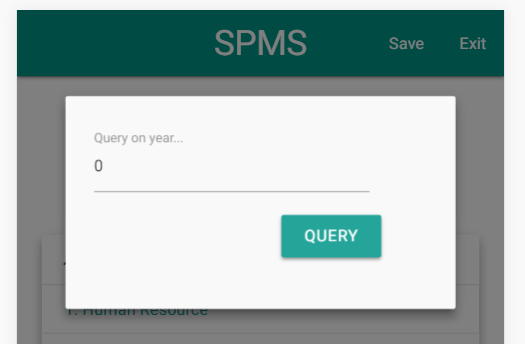 SPMS Save Exit
Query on year...
0
QUERY
1. Human Resource